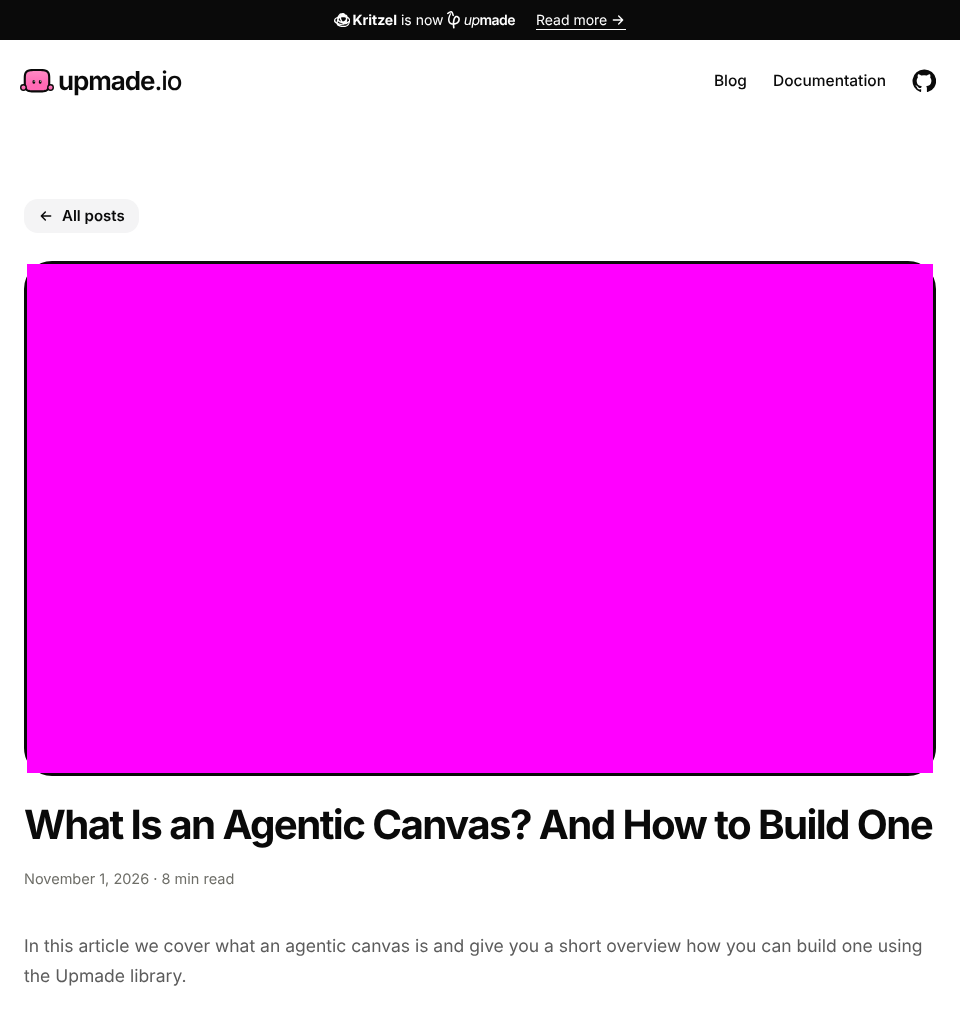 Kritzel is now upmade Read more →
upmade.io
Blog Documentation
← All posts
What Is an Agentic Canvas? And How to Build One
November 1, 2026 · 8 min read
In this article we cover what an agentic canvas is and give you a short overview how you can build one using
the Upmade library.